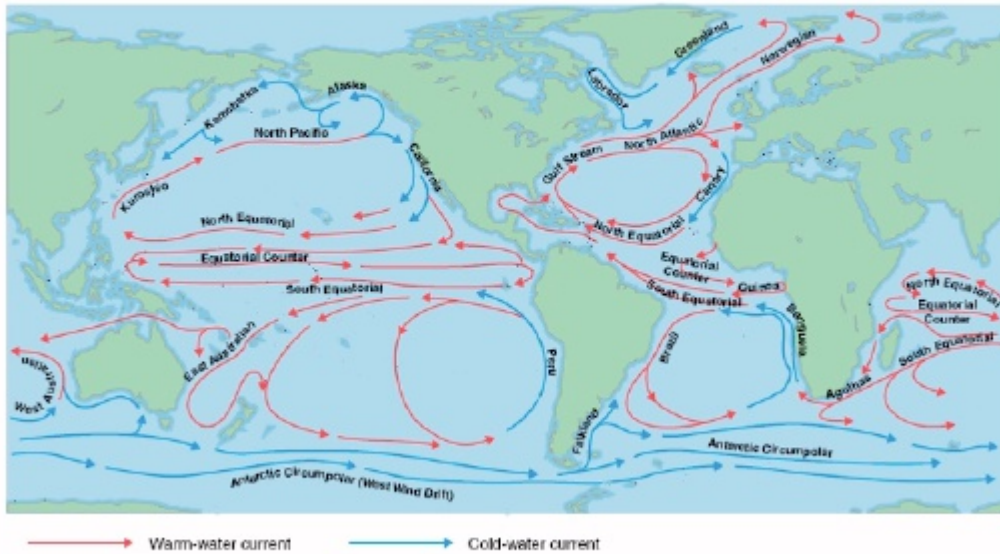 Greenland
Norwegian
Labrador
Alaska
Kamchatka
North Pacific
North Atlantic
Gulf Stream
California
Canary
Kuroshio
North Equatorial
North Equatorial
Equatorial Counter
Equatorial
Counter
Guinea
South Equatorial
South Equatorial
North Equatorial
Equatorial
Counter
South Equatorial
Benguela
Brazil
Peru
East Australian
West Australian
Agulhas
Falkland
Antarctic Circumpolar
Antarctic Circumpolar (West Wind Drift)
Warm-water current
Cold-water current